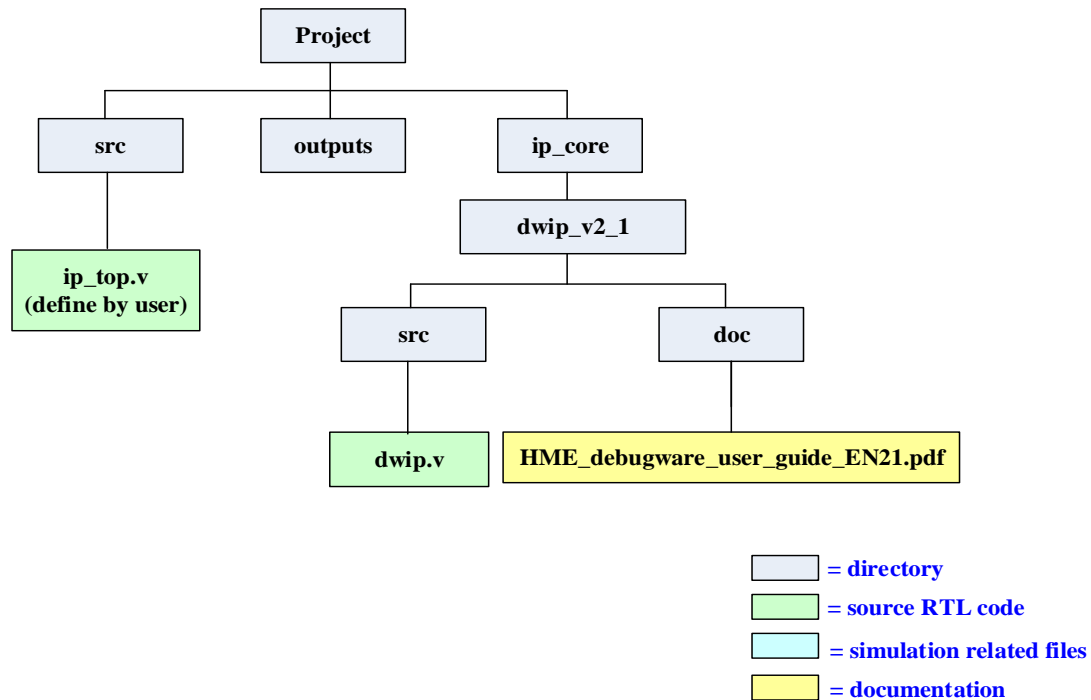 Project
src
outputs
ip_core
dwip_v2_1
ip_top.v
(define by user)
src
doc
dwip.v
HME_debugware_user_guide_EN21.pdf
= directory
= source RTL code
= simulation related files
= documentation